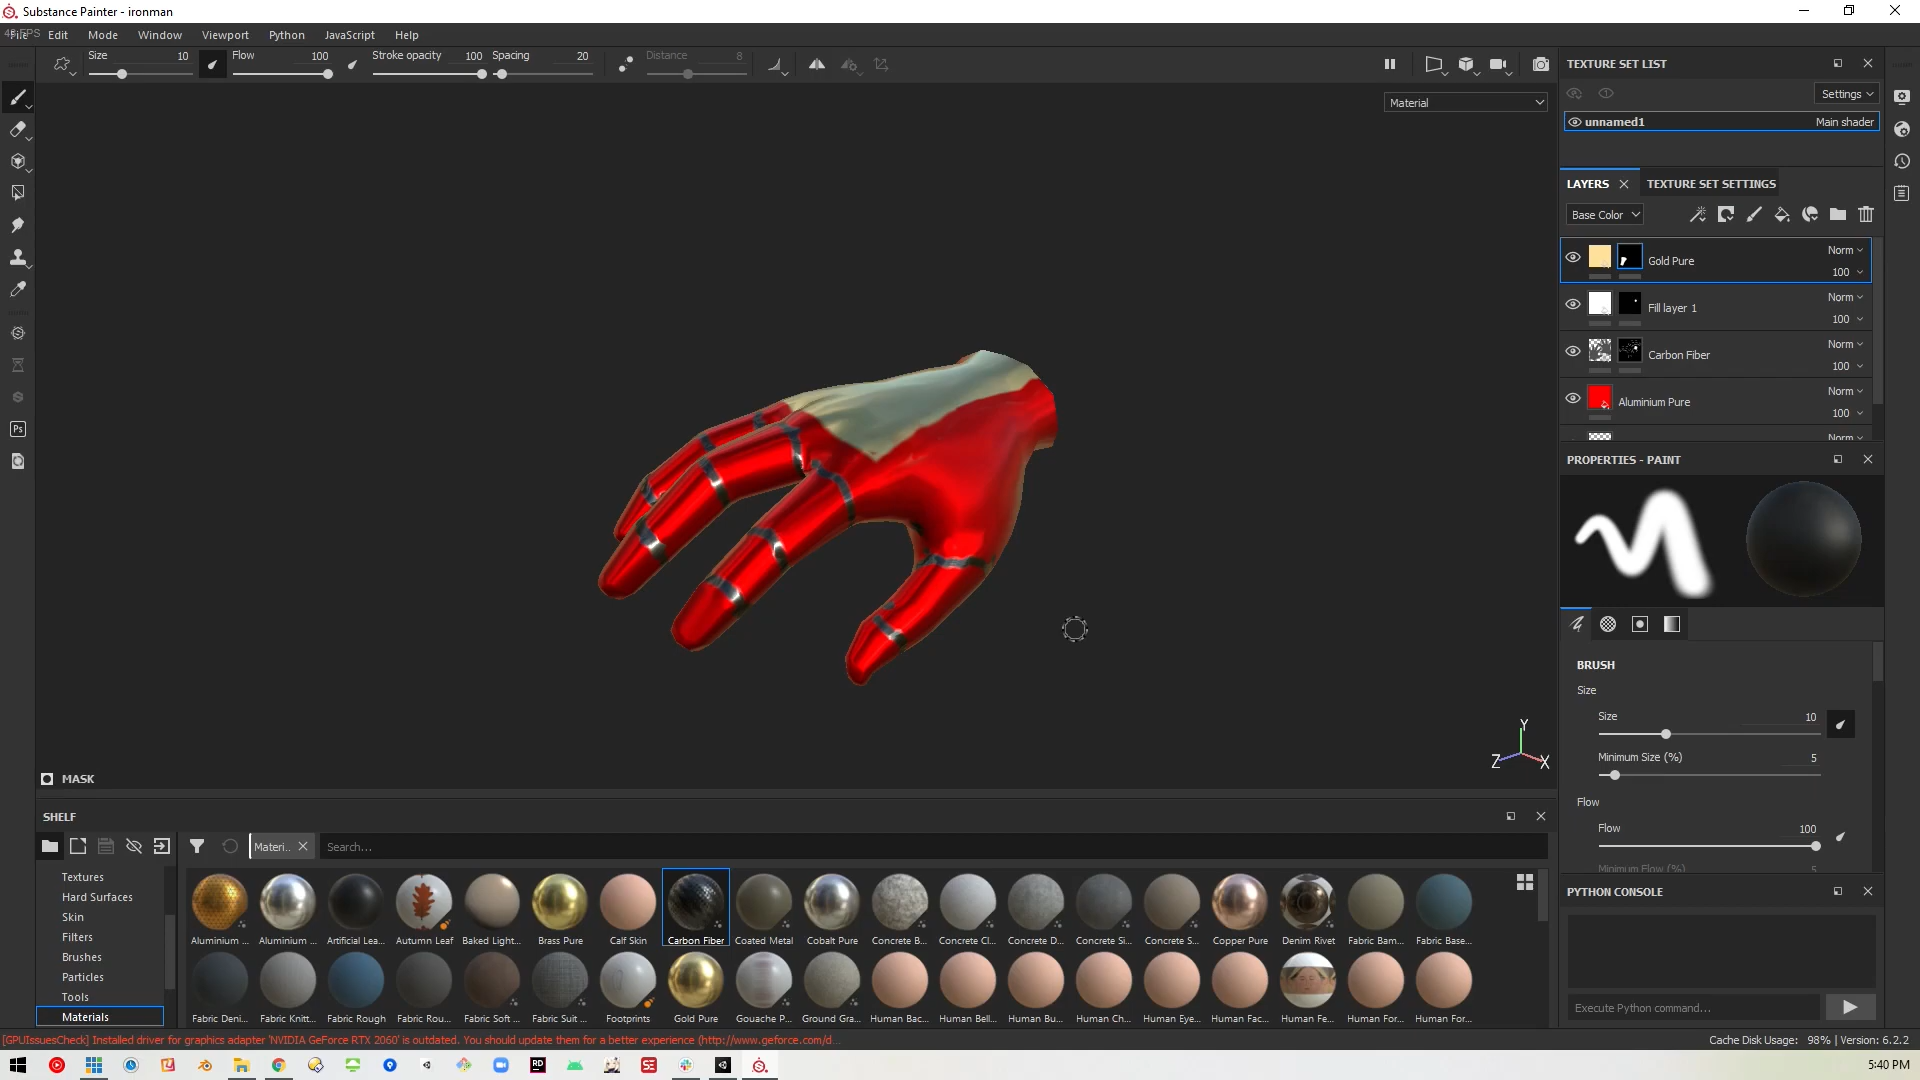 Substance Painter - ironman
File Edit Mode Window Viewport Python JavaScript Help
Size 10 Flow 100 Stroke opacity 100 Spacing 20 Distance 8
Material
TEXTURE SET LIST
Settings
unnamed1 Main shader
LAYERS TEXTURE SET SETTINGS
Base Color
Norm
Gold Pure
100
Norm
Fill layer 1
100
Norm
Carbon Fiber
100
Norm
Aluminium Pure
100
Norm
PROPERTIES - PAINT
BRUSH
Size
Size 10
Minimum Size (%) 5
Flow
Flow 100
Minimum Flow (%) 5
Y
Z X
MASK
SHELF
Materi..
Search...
Textures
Hard Surfaces
Skin
Filters
Brushes
Particles
Tools
Materials
Aluminium ... Aluminium ... Artificial Lea... Autumn Leaf Baked Light... Brass Pure Calf Skin Carbon Fiber Coated Metal Cobalt Pure Concrete B... Concrete Cl... Concrete D... Concrete Si... Concrete S... Copper Pure Denim Rivet Fabric Bam... Fabric Base...
Fabric Deni... Fabric Knitt... Fabric Rough Fabric Rou... Fabric Soft ... Fabric Suit ... Footprints Gold Pure Gouache P... Ground Gra... Human Bac... Human Bell... Human Bu... Human Ch... Human Eye... Human Fac... Human Fe... Human For... Human For...
PYTHON CONSOLE
Execute Python command...
[GPUIssuesCheck] Installed driver for graphics adapter 'NVIDIA GeForce RTX 2060' is outdated. You should update them for a better experience (http://www.geforce.com/d...
Cache Disk Usage: 98% | Version: 6.2.2
Ps
RD
SE
5:40 PM